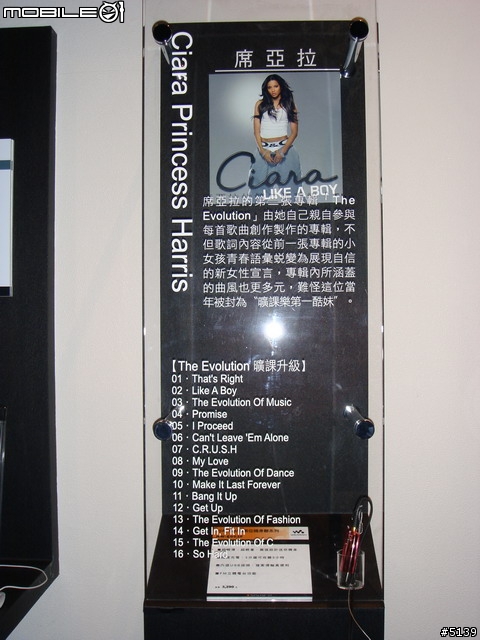 MOBILE01
Ciara Princess Harris
席亞拉
Ciara
LIKE A BOY
席亞拉的第二張專輯「The
Evolution」由她自己親自參與
每首歌曲創作製作的專輯，不
但歌詞內容從前一張專輯的小
女孩青春語彙蛻變為展現自信
的新女性宣言，專輯內所涵蓋
的曲風也更多元，難怪這位當
年被封為〝曠課樂第一酷妹〞。
【The Evolution 曠課升級】
01‧That's Right
02‧Like A Boy
03‧The Evolution Of Music
04‧Promise
05‧I Proceed
06‧Can't Leave 'Em Alone
07‧C.R.U.S.H
08‧My Love
09‧The Evolution Of Dance
10‧Make It Last Forever
11‧Bang It Up
12‧Get Up
13‧The Evolution Of Fashion
14‧Get In, Fit In
15‧The Evolution Of C
16‧So Hard
#5139